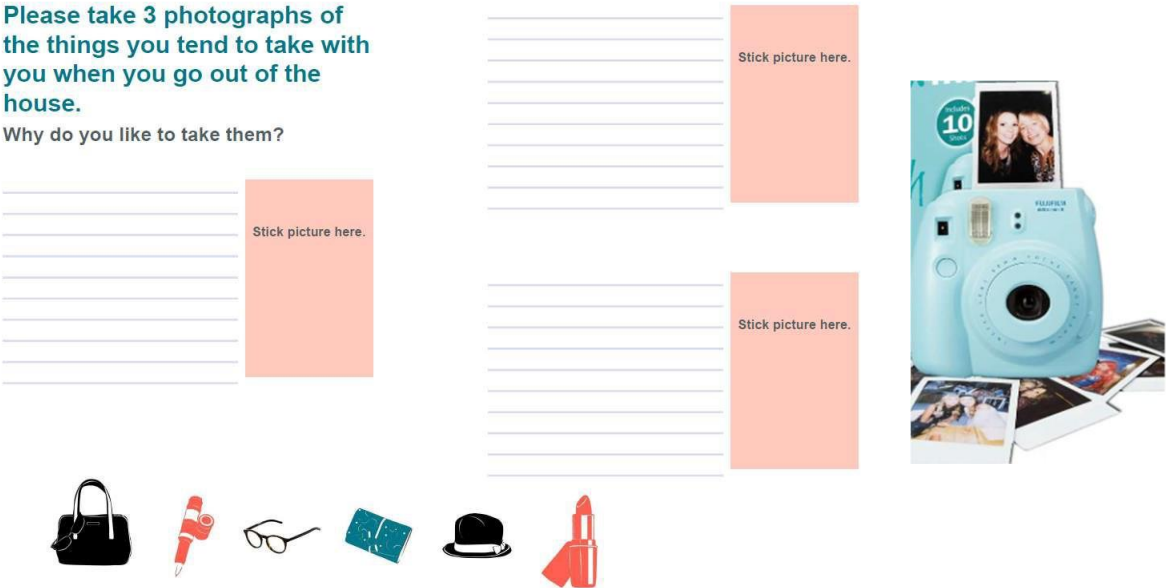 Please take 3 photographs of
the things you tend to take with
you when you go out of the
house.
Why do you like to take them?
Stick picture here.
Stick picture here.
Stick picture here.
Includes
10
Shots
FUJIFILM